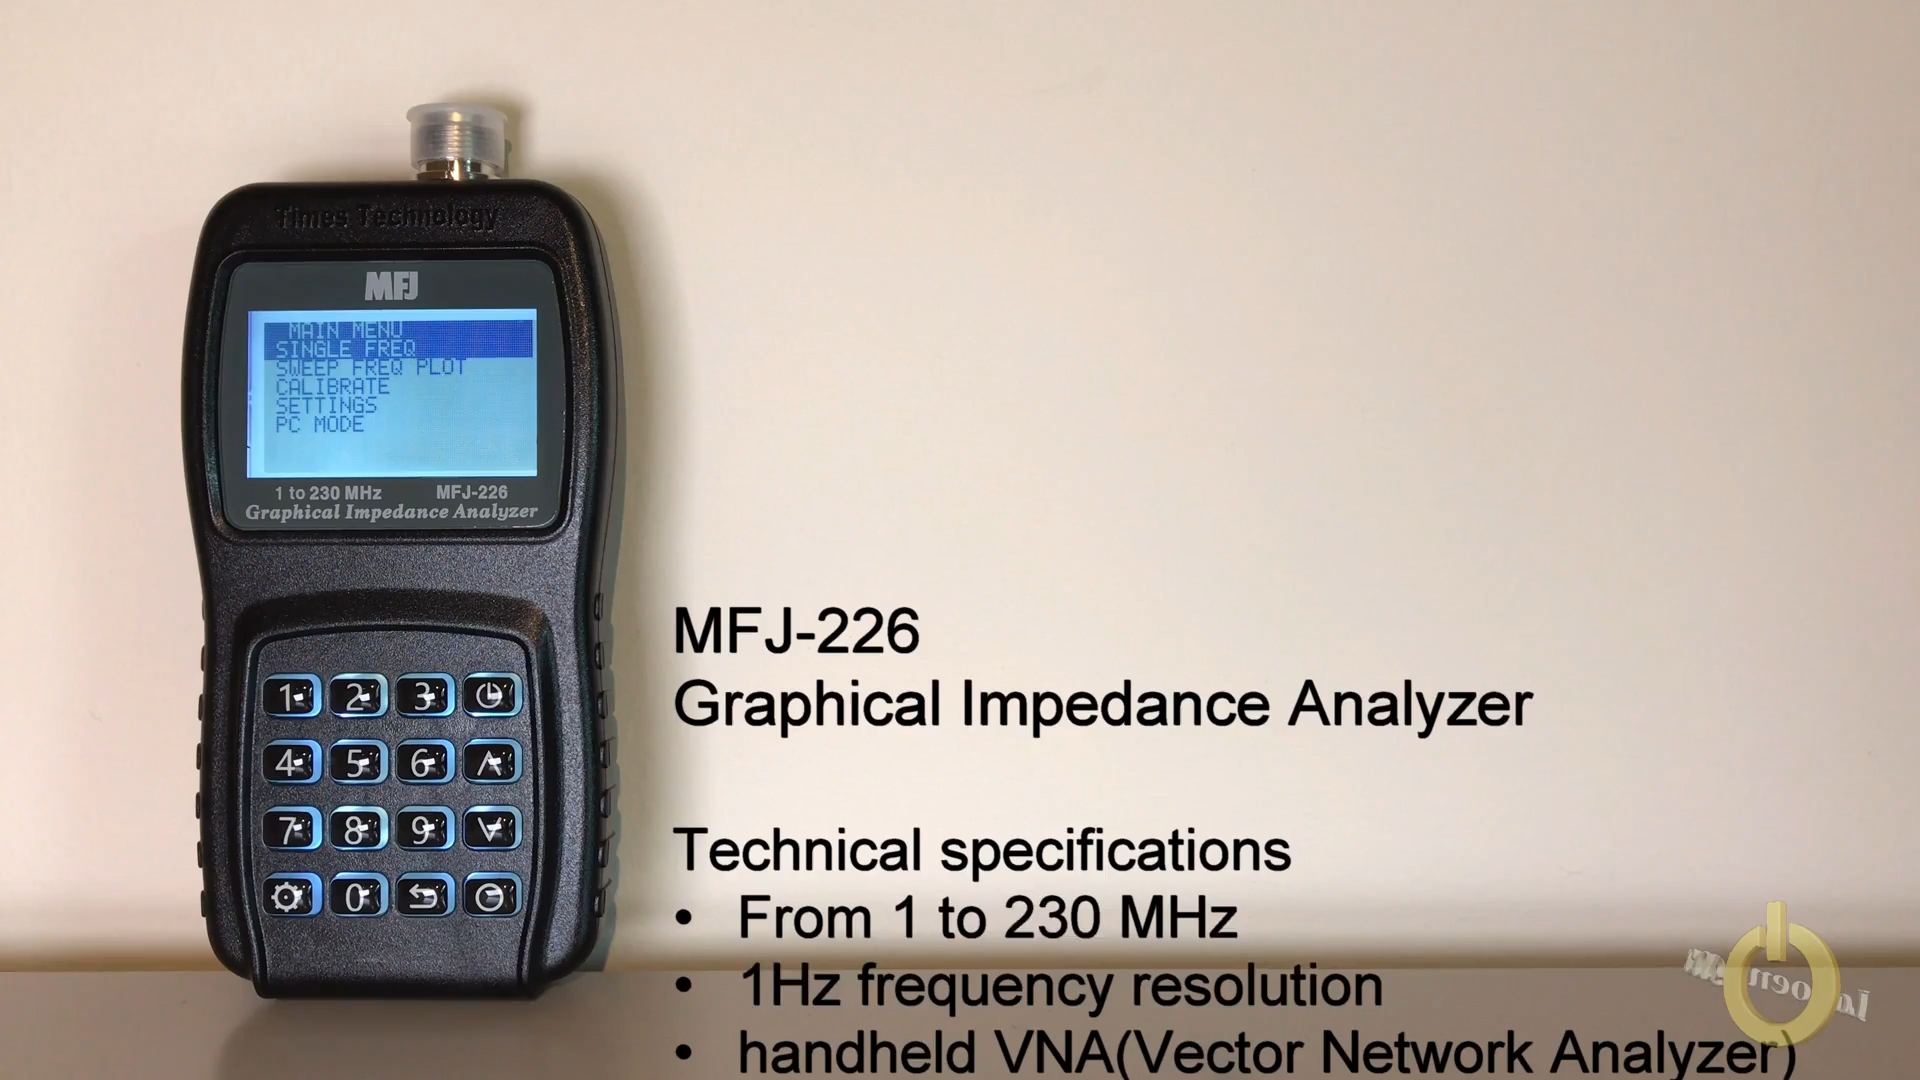 Times Technology
MFJ
MAIN MENU
SINGLE FREQ
SWEEP FREQ PLOT
CALIBRATE
SETTINGS
PC MODE
1 to 230 MHz MFJ-226
Graphical Impedance Analyzer
1 2 3
4 5 6
7 8 9
0
MFJ-226
Graphical Impedance Analyzer
Technical specifications
• From 1 to 230 MHz
• 1Hz frequency resolution
• handheld VNA(Vector Network Analyzer)